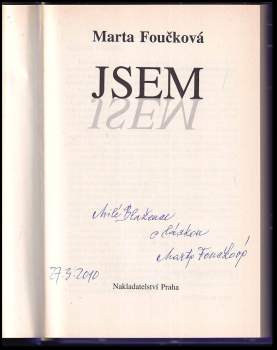 Marta Foučková
JSEM
JSEM
Milé Blažence
s láskou
Marta Foučková
27.3.2010
Nakladatelství Praha